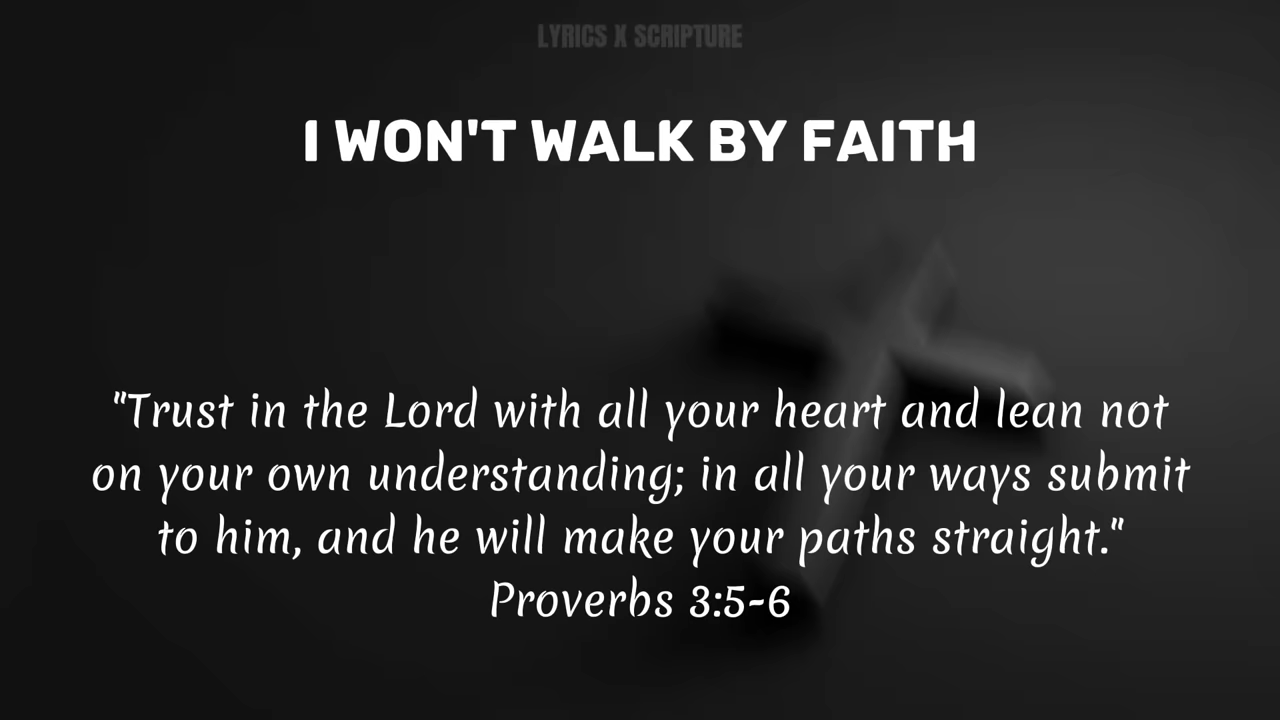 LYRICS X SCRIPTURE
I WON'T WALK BY FAITH
"Trust in the Lord with all your heart and lean not
on your own understanding; in all your ways submit
to him, and he will make your paths straight."
Proverbs 3:5-6